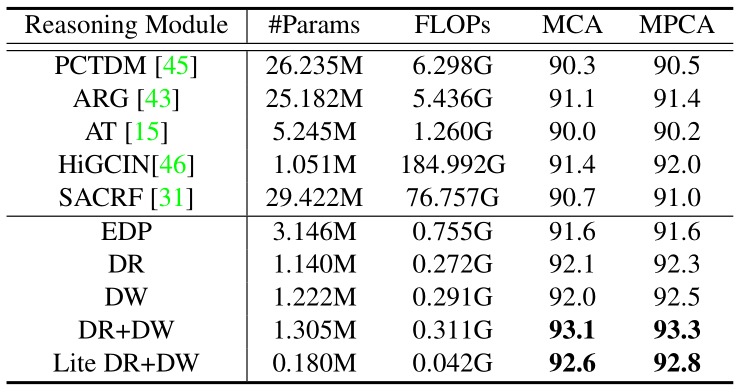 Reasoning Module #Params FLOPs MCA MPCA
PCTDM [45] 26.235M 6.298G 90.3 90.5
ARG [43] 25.182M 5.436G 91.1 91.4
AT [15] 5.245M 1.260G 90.0 90.2
HiGCIN[46] 1.051M 184.992G 91.4 92.0
SACRF [31] 29.422M 76.757G 90.7 91.0
EDP 3.146M 0.755G 91.6 91.6
DR 1.140M 0.272G 92.1 92.3
DW 1.222M 0.291G 92.0 92.5
DR+DW 1.305M 0.311G 93.1 93.3
Lite DR+DW 0.180M 0.042G 92.6 92.8